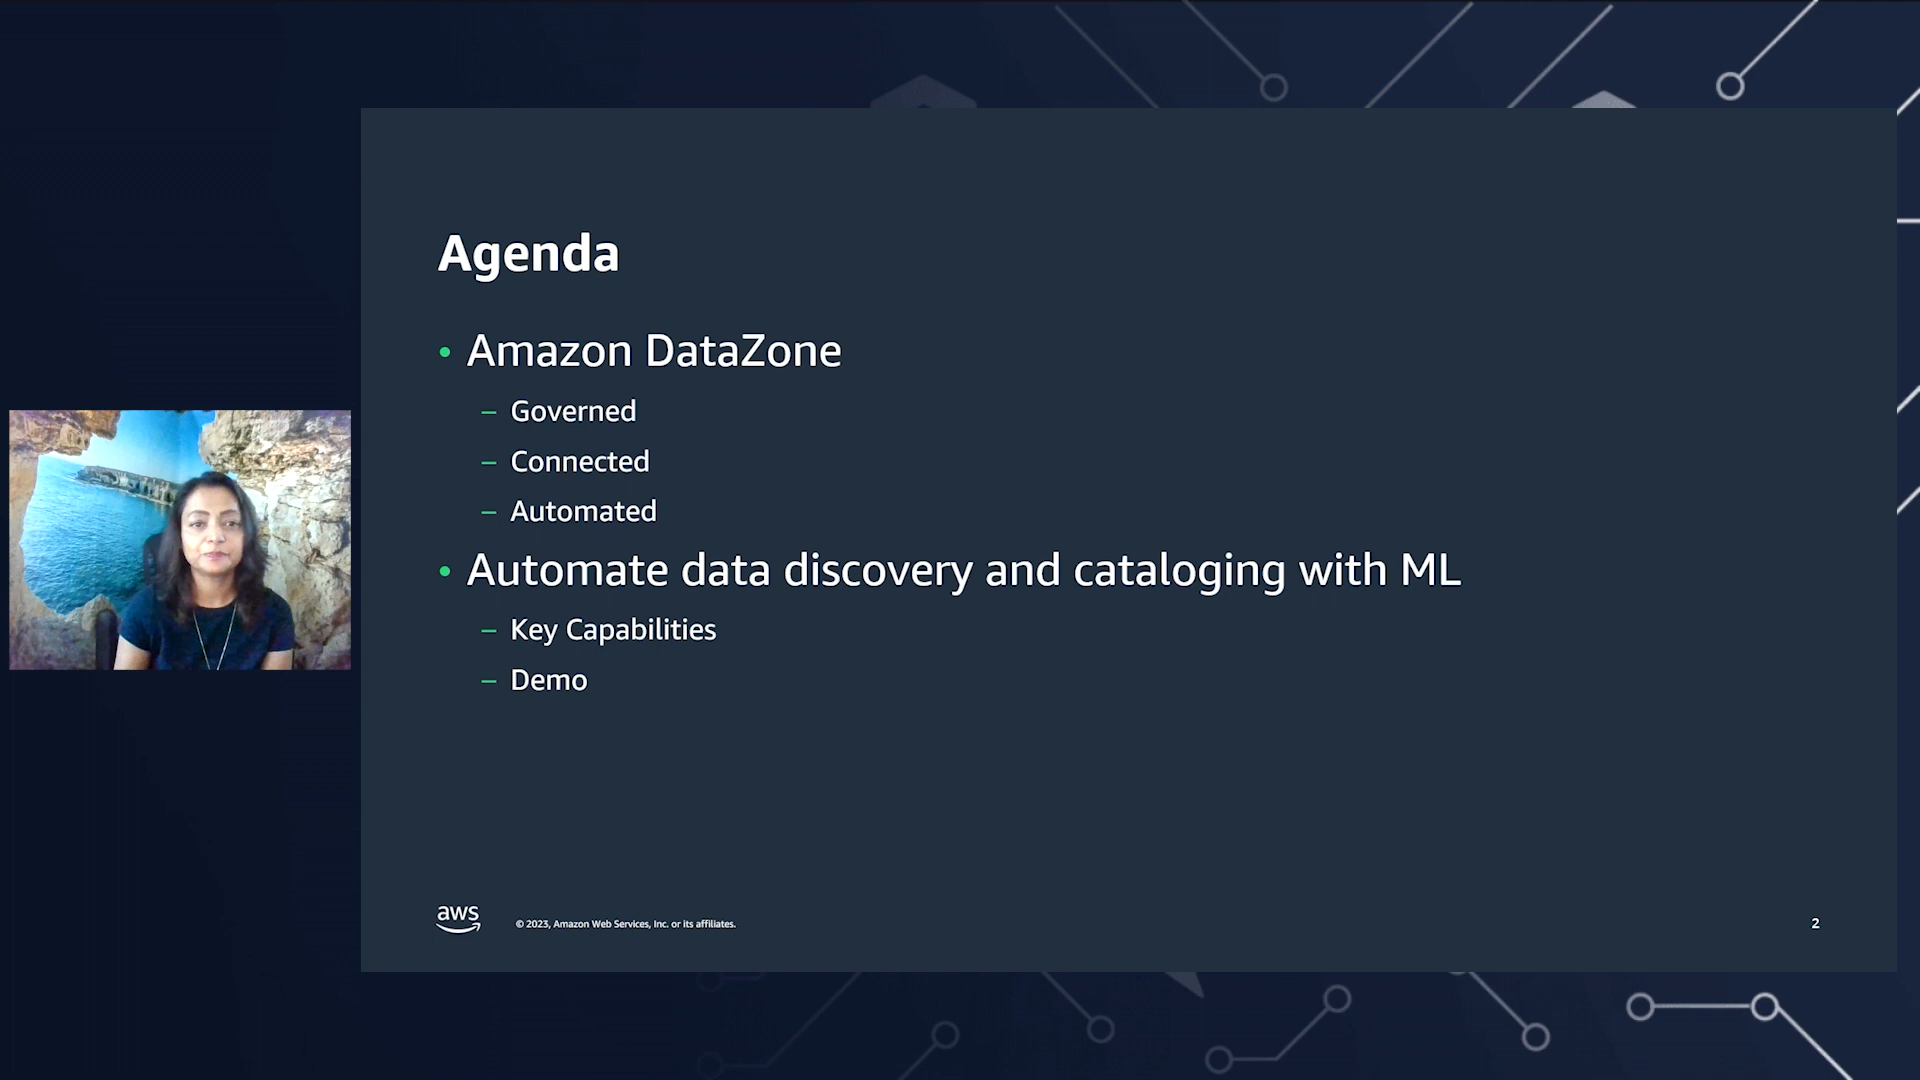 Agenda
• Amazon DataZone
– Governed
– Connected
– Automated
• Automate data discovery and cataloging with ML
– Key Capabilities
– Demo
aws
© 2023, Amazon Web Services, Inc. or its affiliates.
2